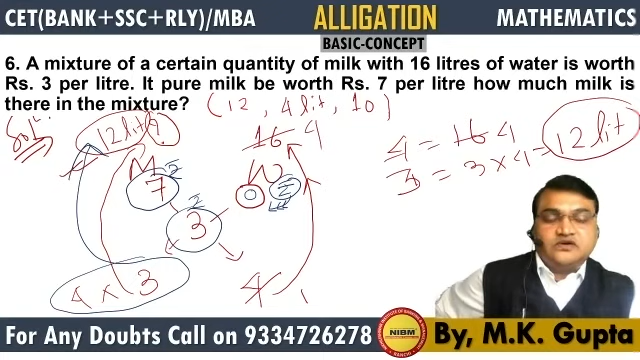 CET(BANK+SSC+RLY)/MBA ALLIGATION MATHEMATICS
BASIC-CONCEPT
6. A mixture of a certain quantity of milk with 16 litres of water is worth
Rs. 3 per litre. It pure milk be worth Rs. 7 per litre how much milk is
there in the mixture?
(12, 4 lit, 10)
Soln.
12 lit
16 4
4 = 16 4
3 = 3 × 4 = 12 lit
M W
7 0
3
4 × 3 4
NIBM
RANCHI
For Any Doubts Call on 9334726278 By, M.K. Gupta